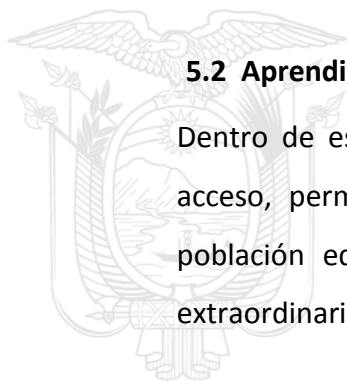 5.2 Aprendi
Dentro de es
acceso, perm
población ec
extraordinari